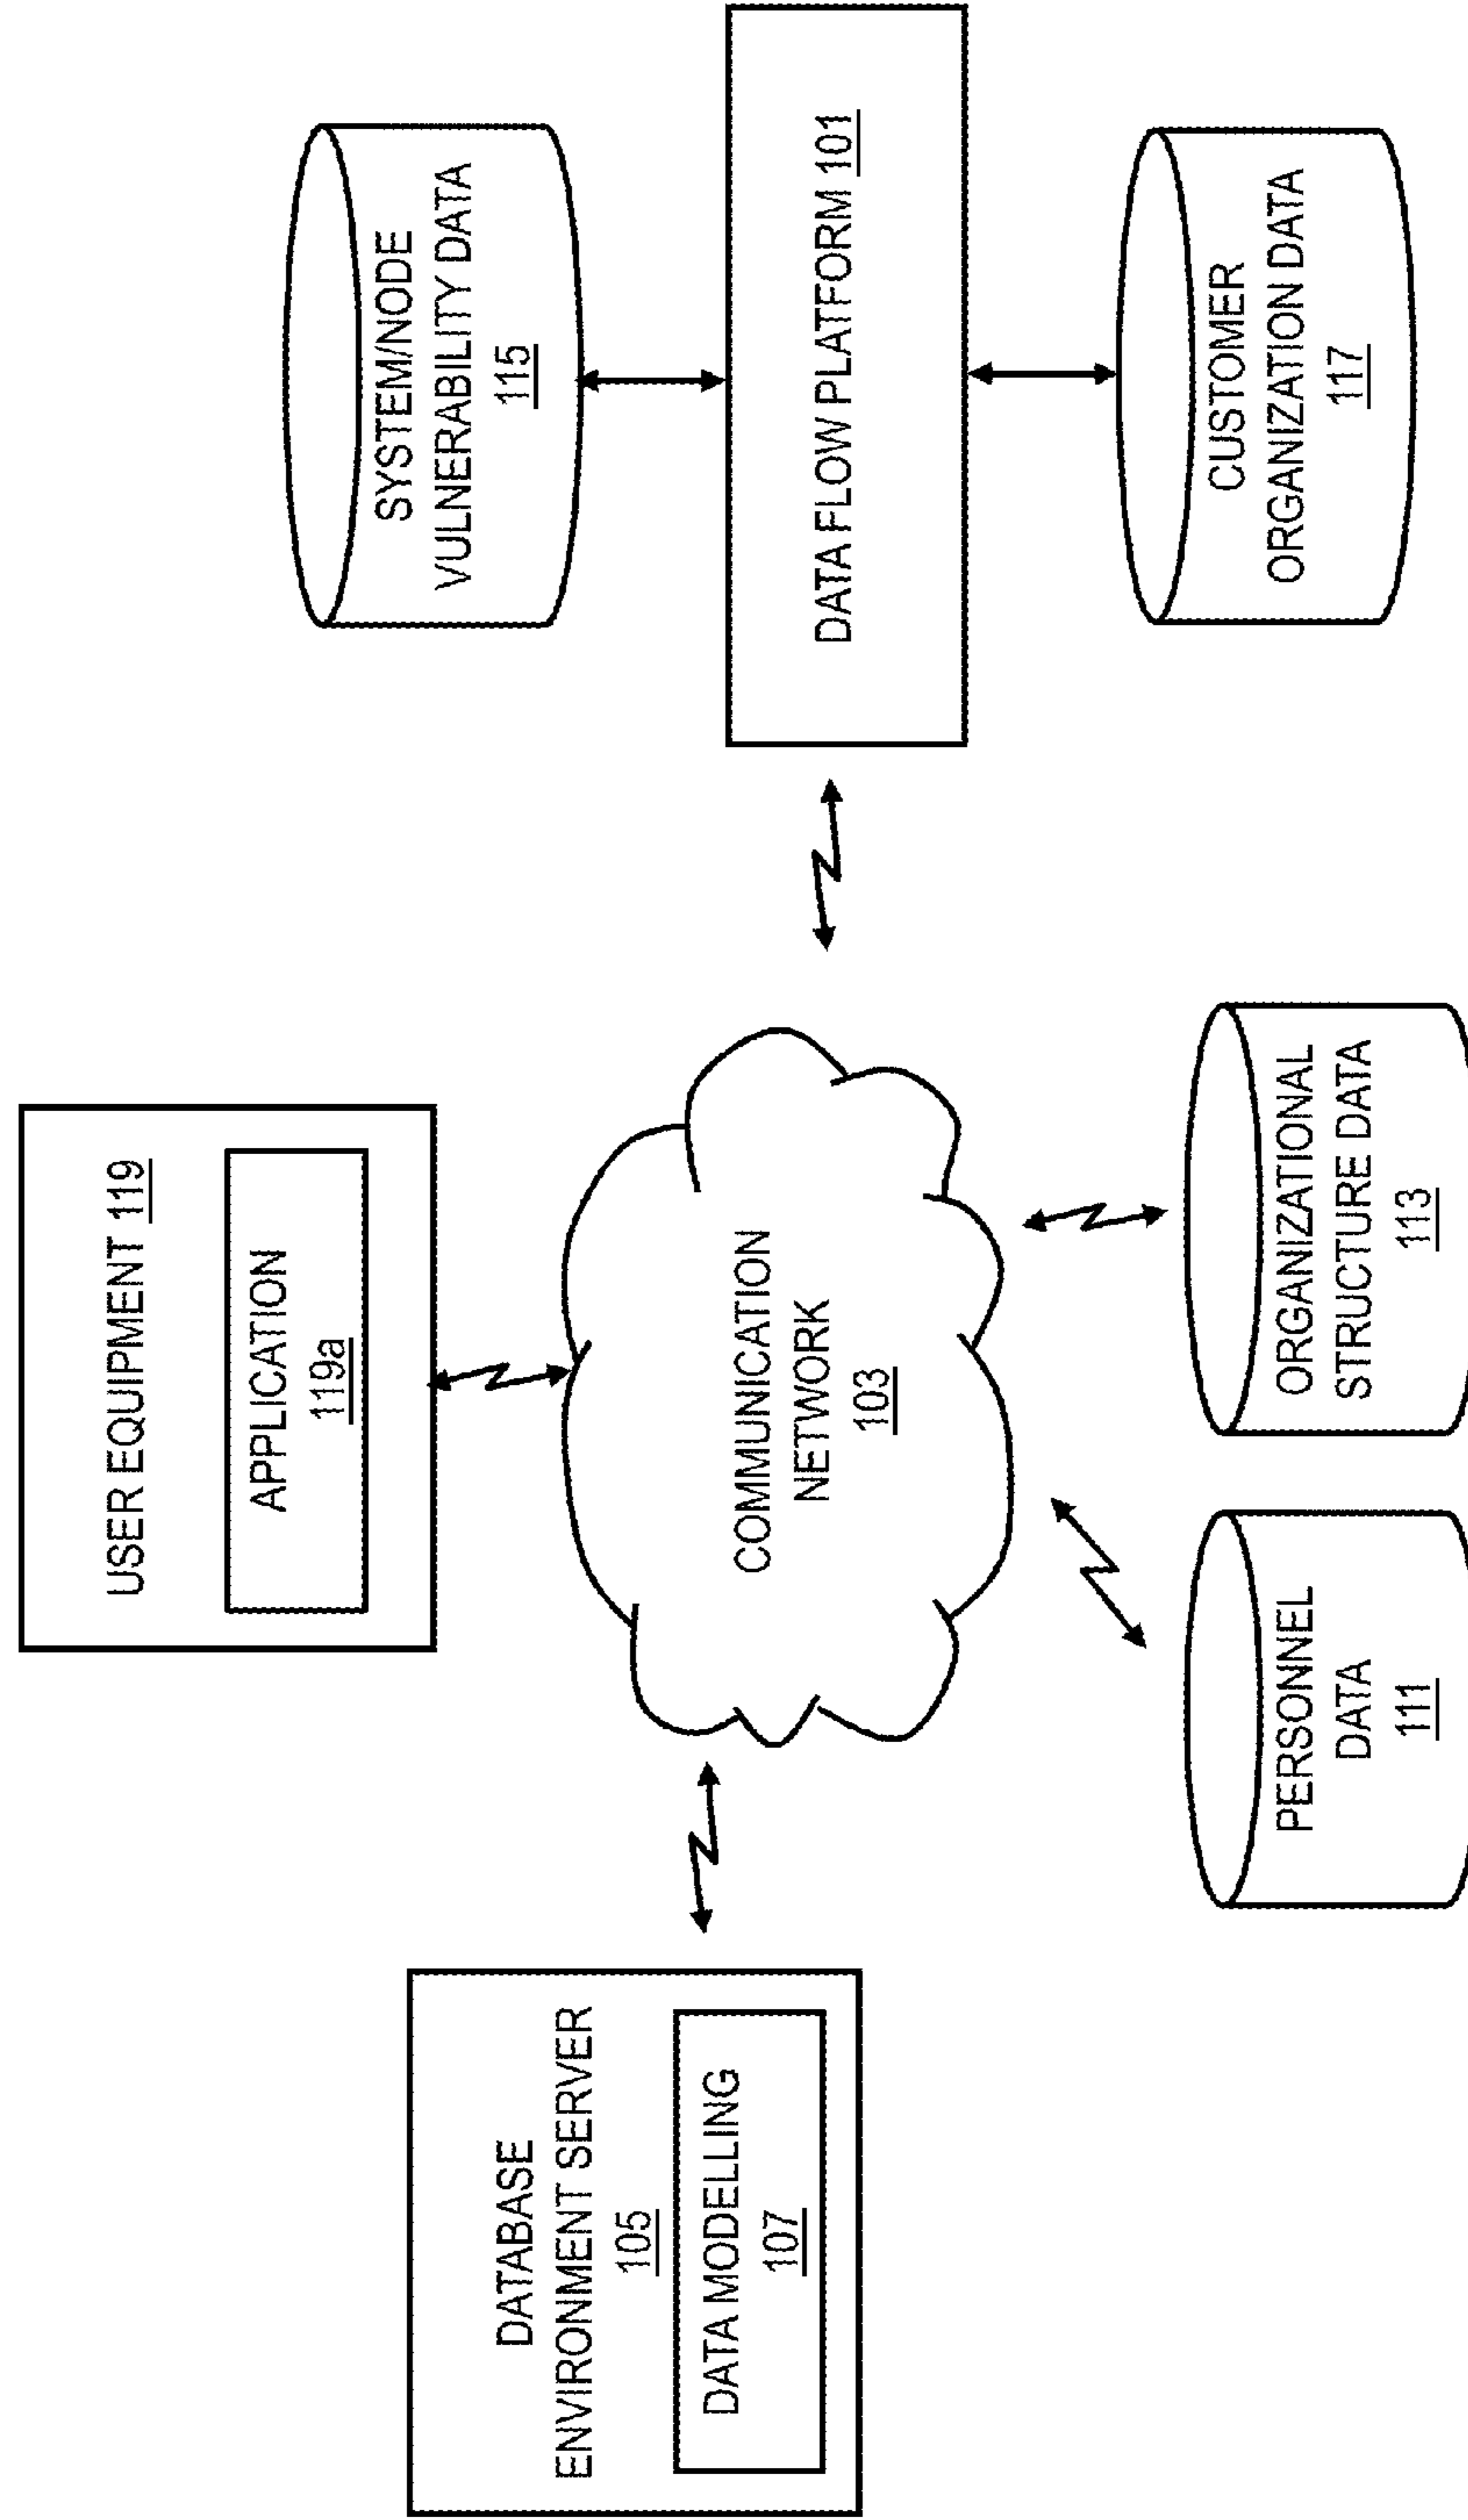 USER EQUIPMENT 119
APPLICATION
119a
DATABASE
ENVIRONMENT SERVER
105
DATA MODELLING
107
COMMUNICATION
NETWORK
103
SYSTEM/NODE
VULNERABILITY DATA
115
DATA FLOW PLATFORM 101
CUSTOMER
ORGANIZATION DATA
117
PERSONNEL
DATA
111
ORGANIZATIONAL
STRUCTURE DATA
113